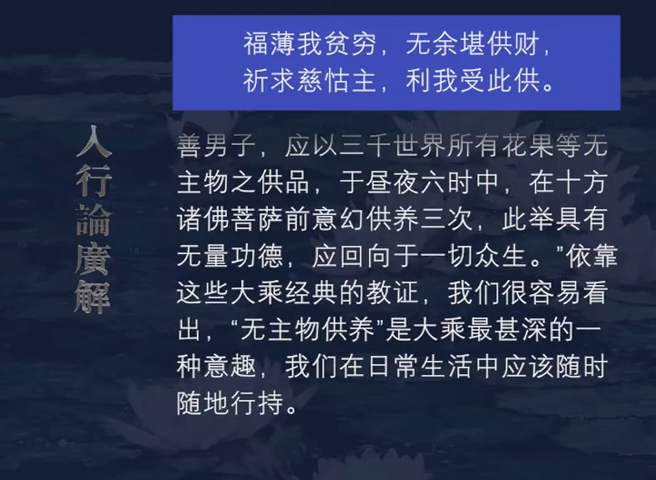 福薄我贫穷，无余堪供财，
祈求慈怙主，利我受此供。
入行論廣解
善男子，应以三千世界所有花果等无
主物之供品，于昼夜六时中，在十方
诸佛菩萨前意幻供养三次，此举具有
无量功德，应回向于一切众生。”依靠
这些大乘经典的教证，我们很容易看
出，“无主物供养”是大乘最甚深的一
种意趣，我们在日常生活中应该随时
随地行持。